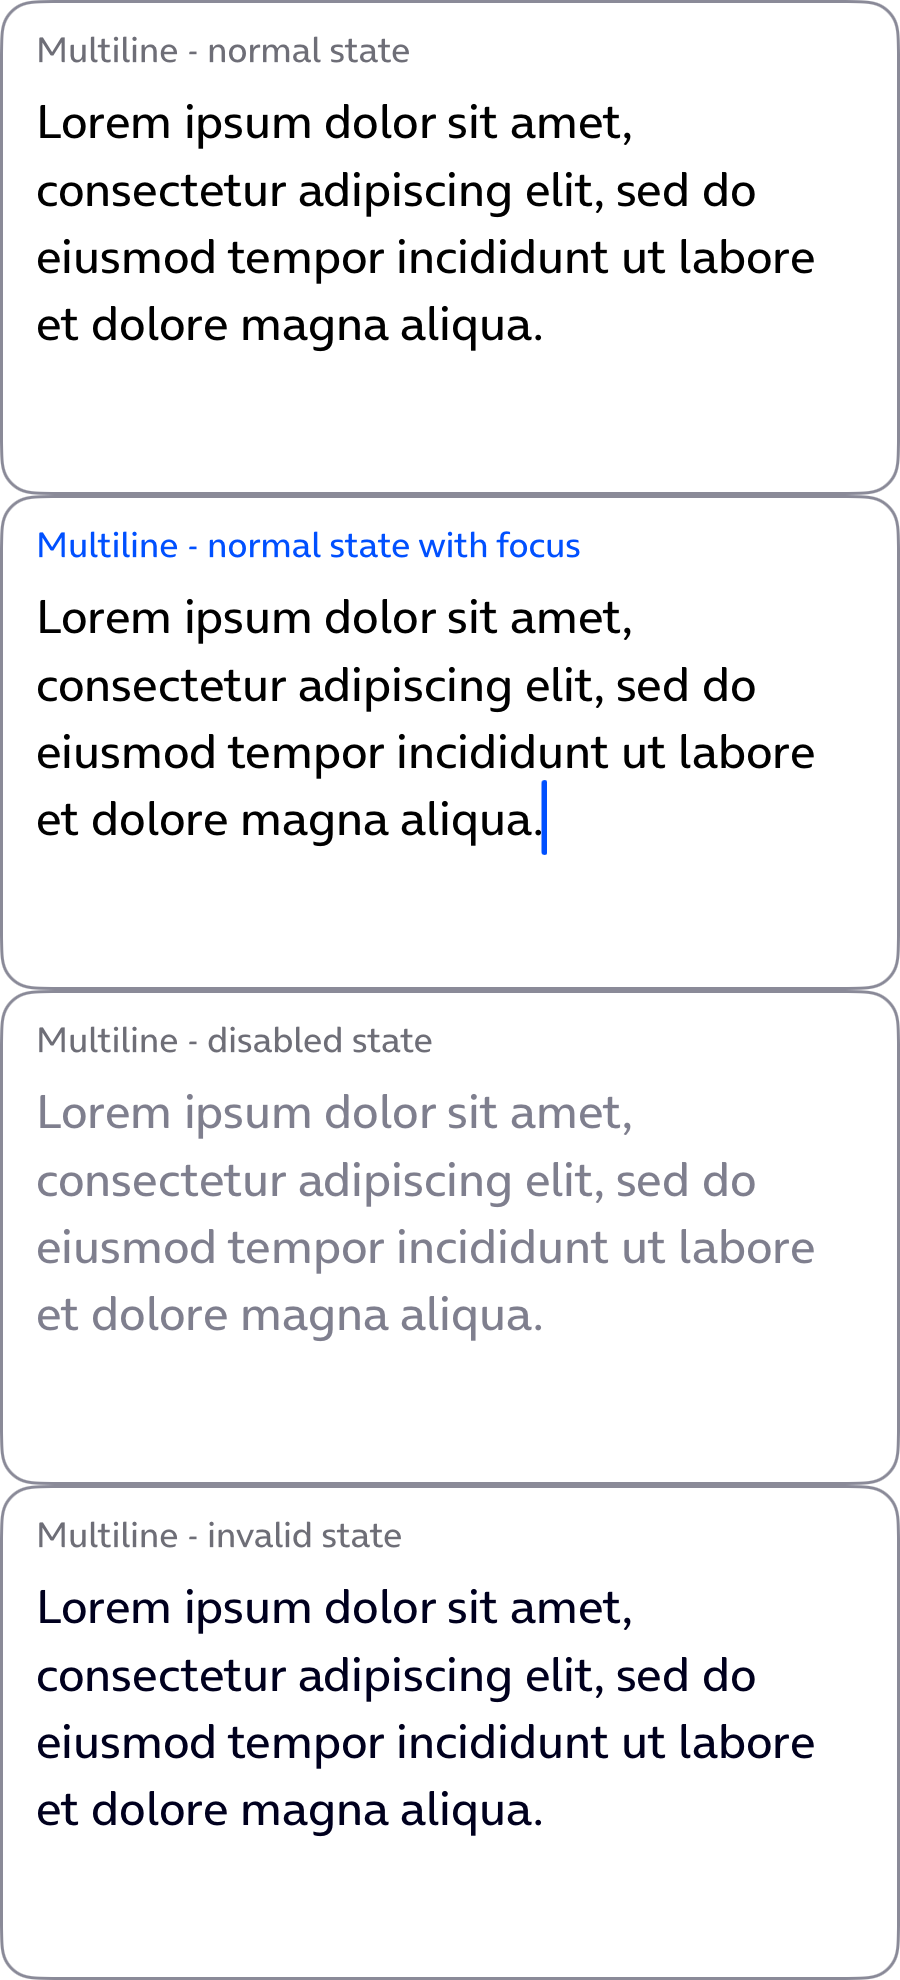 Multiline - normal state
Lorem ipsum dolor sit amet,
consectetur adipiscing elit, sed do
eiusmod tempor incididunt ut labore
et dolore magna aliqua.
Multiline - normal state with focus
Lorem ipsum dolor sit amet,
consectetur adipiscing elit, sed do
eiusmod tempor incididunt ut labore
et dolore magna aliqua.
Multiline - disabled state
Lorem ipsum dolor sit amet,
consectetur adipiscing elit, sed do
eiusmod tempor incididunt ut labore
et dolore magna aliqua.
Multiline - invalid state
Lorem ipsum dolor sit amet,
consectetur adipiscing elit, sed do
eiusmod tempor incididunt ut labore
et dolore magna aliqua.